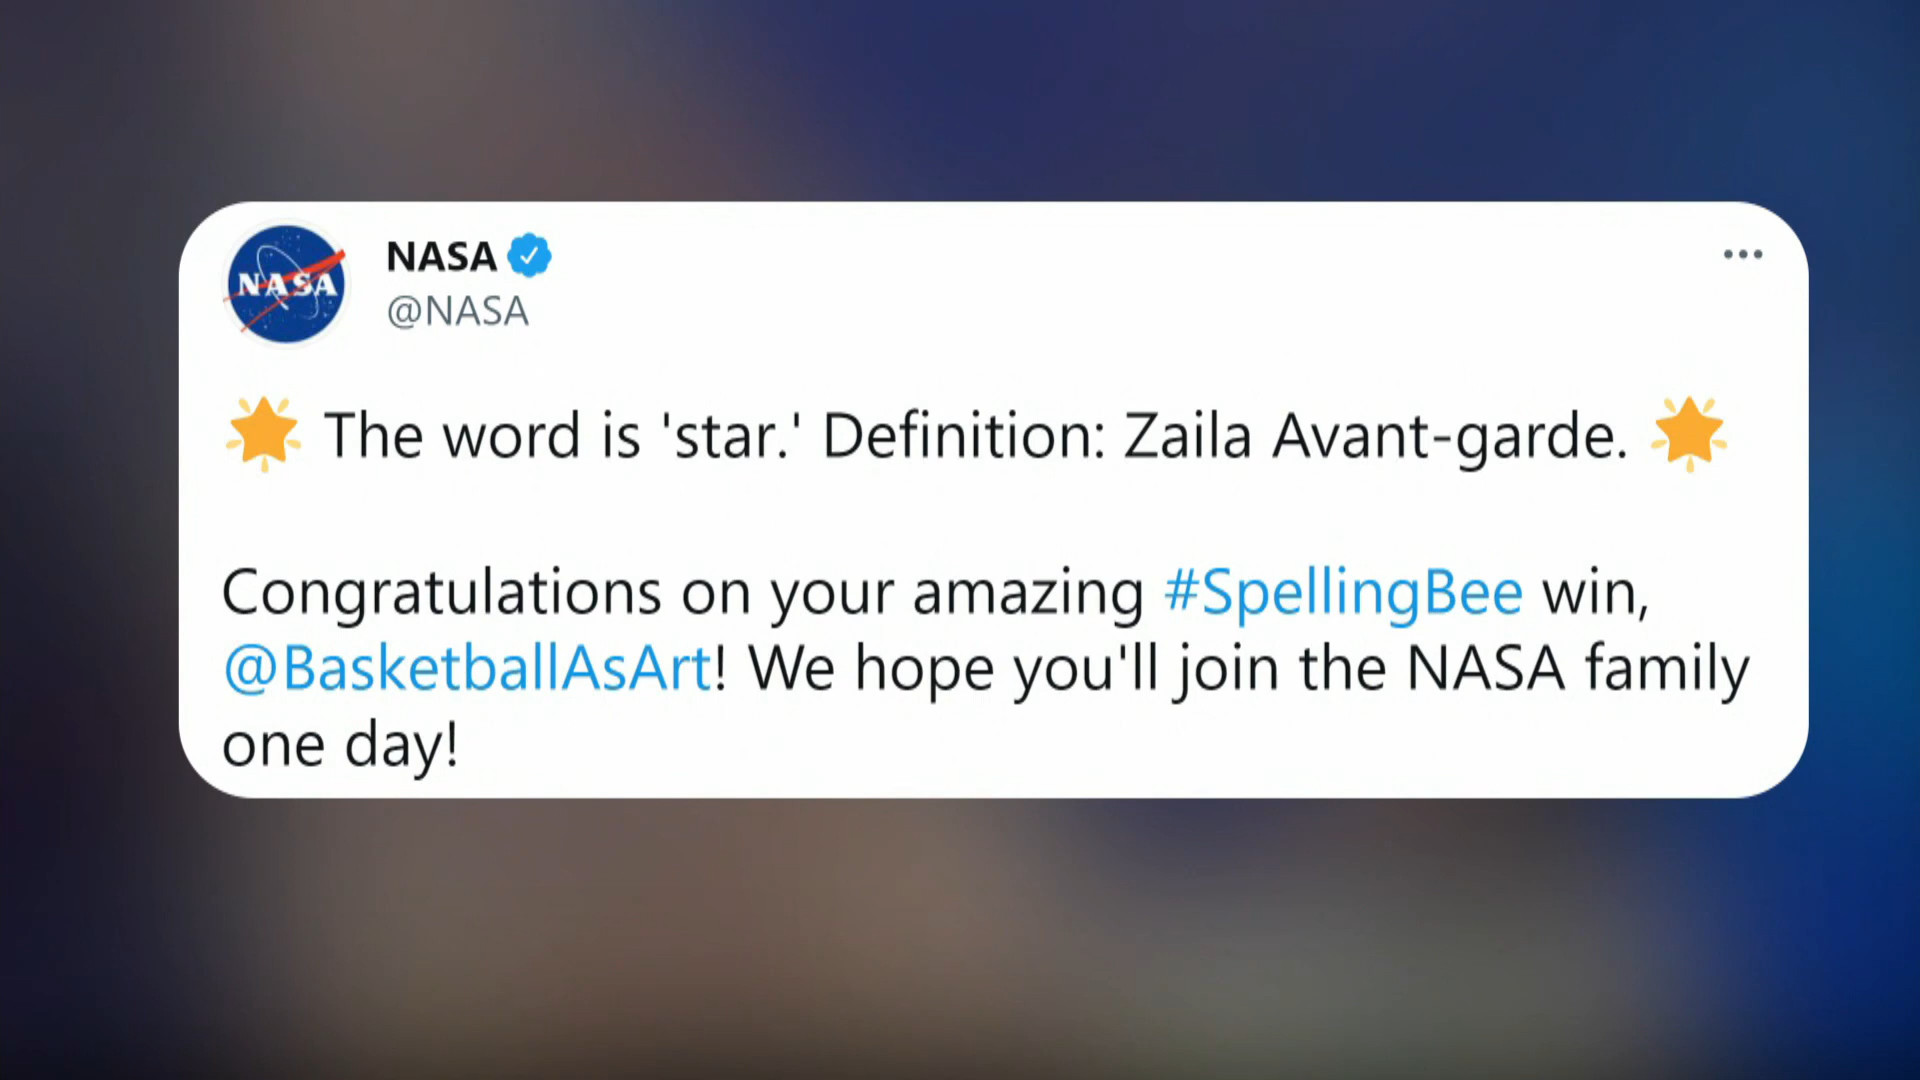 NASA
NASA
@NASA
🌟 The word is 'star.' Definition: Zaila Avant-garde. 🌟
Congratulations on your amazing #SpellingBee win,
@BasketballAsArt! We hope you'll join the NASA family
one day!